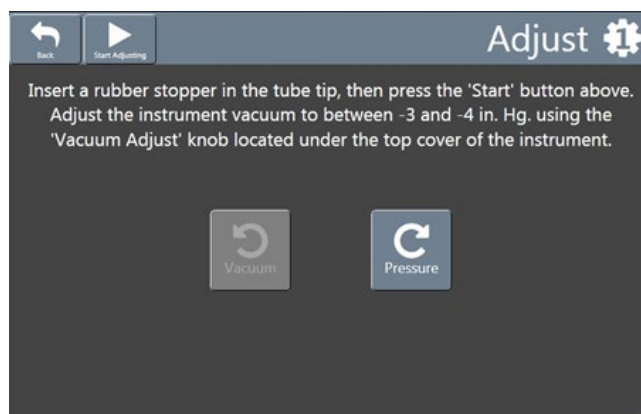 Back
Start Adjusting
Adjust
1
Insert a rubber stopper in the tube tip, then press the 'Start' button above.
Adjust the instrument vacuum to between -3 and -4 in. Hg. using the
'Vacuum Adjust' knob located under the top cover of the instrument.
Vacuum
Pressure